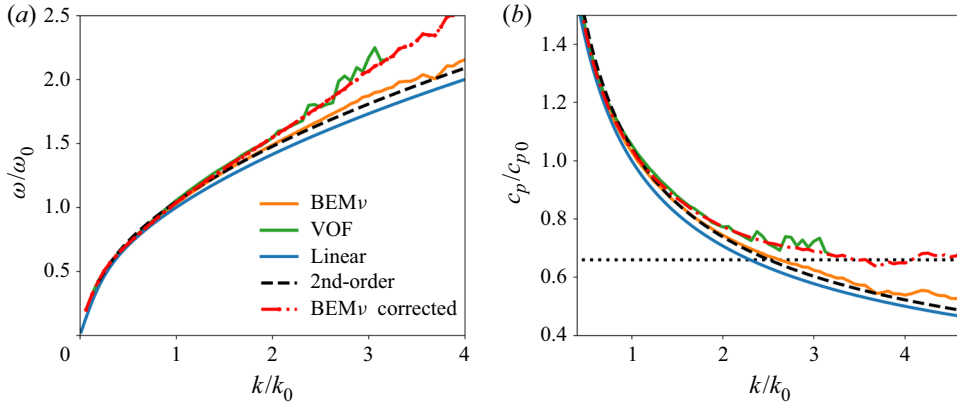 (a)
2.5
2.0
1.5
1.0
0.5
0
1
2
3
4
ω/ω0
k/k0
BEMν
VOF
Linear
2nd-order
BEMν corrected
(b)
1.4
1.2
1.0
0.8
0.6
0.4
1
2
3
4
cp/cp0
k/k0